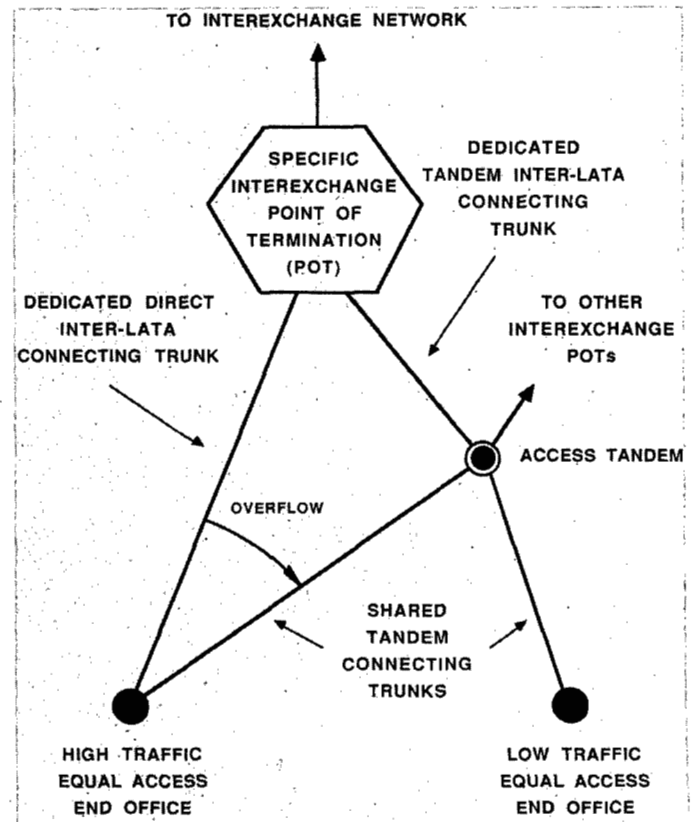 TO INTEREXCHANGE NETWORK
SPECIFIC
INTEREXCHANGE
POINT OF
TERMINATION
(POT)
DEDICATED
TANDEM INTER-LATA
CONNECTING
TRUNK
DEDICATED DIRECT
INTER-LATA
CONNECTING TRUNK
TO OTHER
INTEREXCHANGE
POTs
ACCESS TANDEM
OVERFLOW
SHARED
TANDEM
CONNECTING
TRUNKS
HIGH TRAFFIC
EQUAL ACCESS
END OFFICE
LOW TRAFFIC
EQUAL ACCESS
END OFFICE